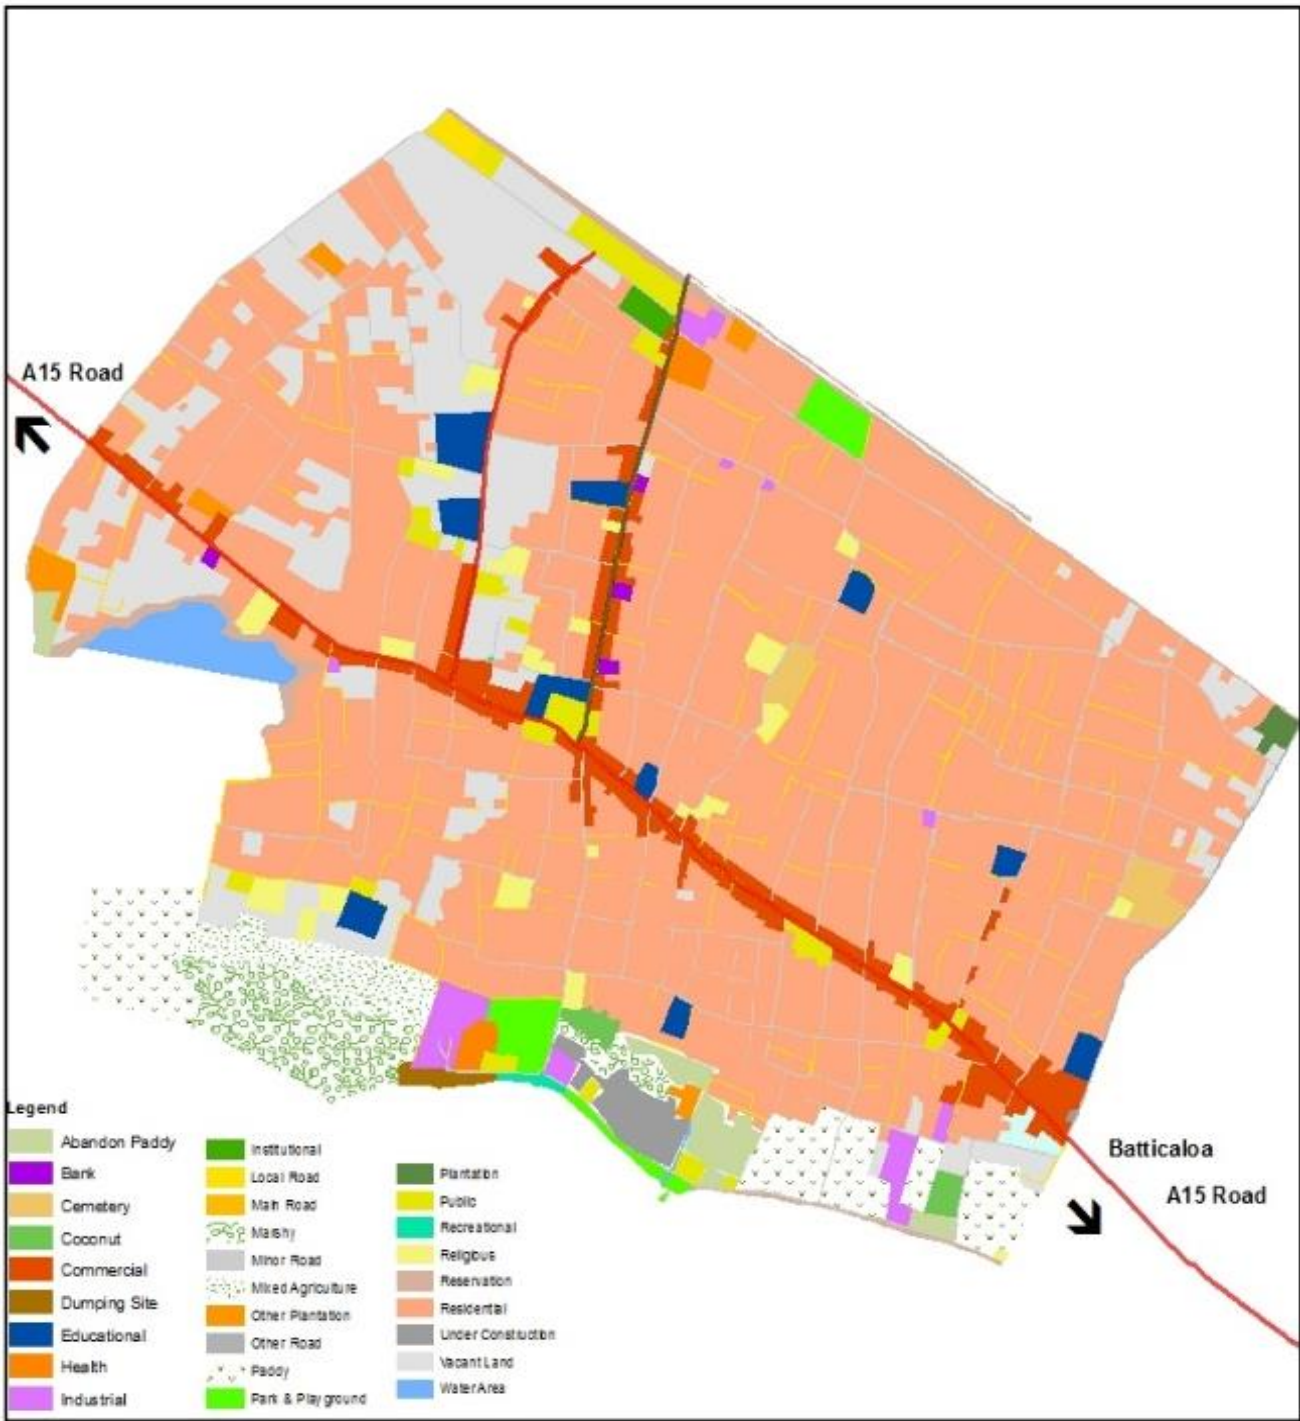 A15 Road
Batticaloa
A15 Road
Legend
Abandon Paddy
Bank
Cemetery
Coconut
Commercial
Dumping Site
Educational
Health
Industrial
Institutional
Local Road
Main Road
Marshy
Minor Road
Mixed Agriculture
Other Plantation
Other Road
Paddy
Park & Playground
Plantation
Public
Recreational
Religious
Reservation
Residential
Under Construction
Vacant Land
Water Area